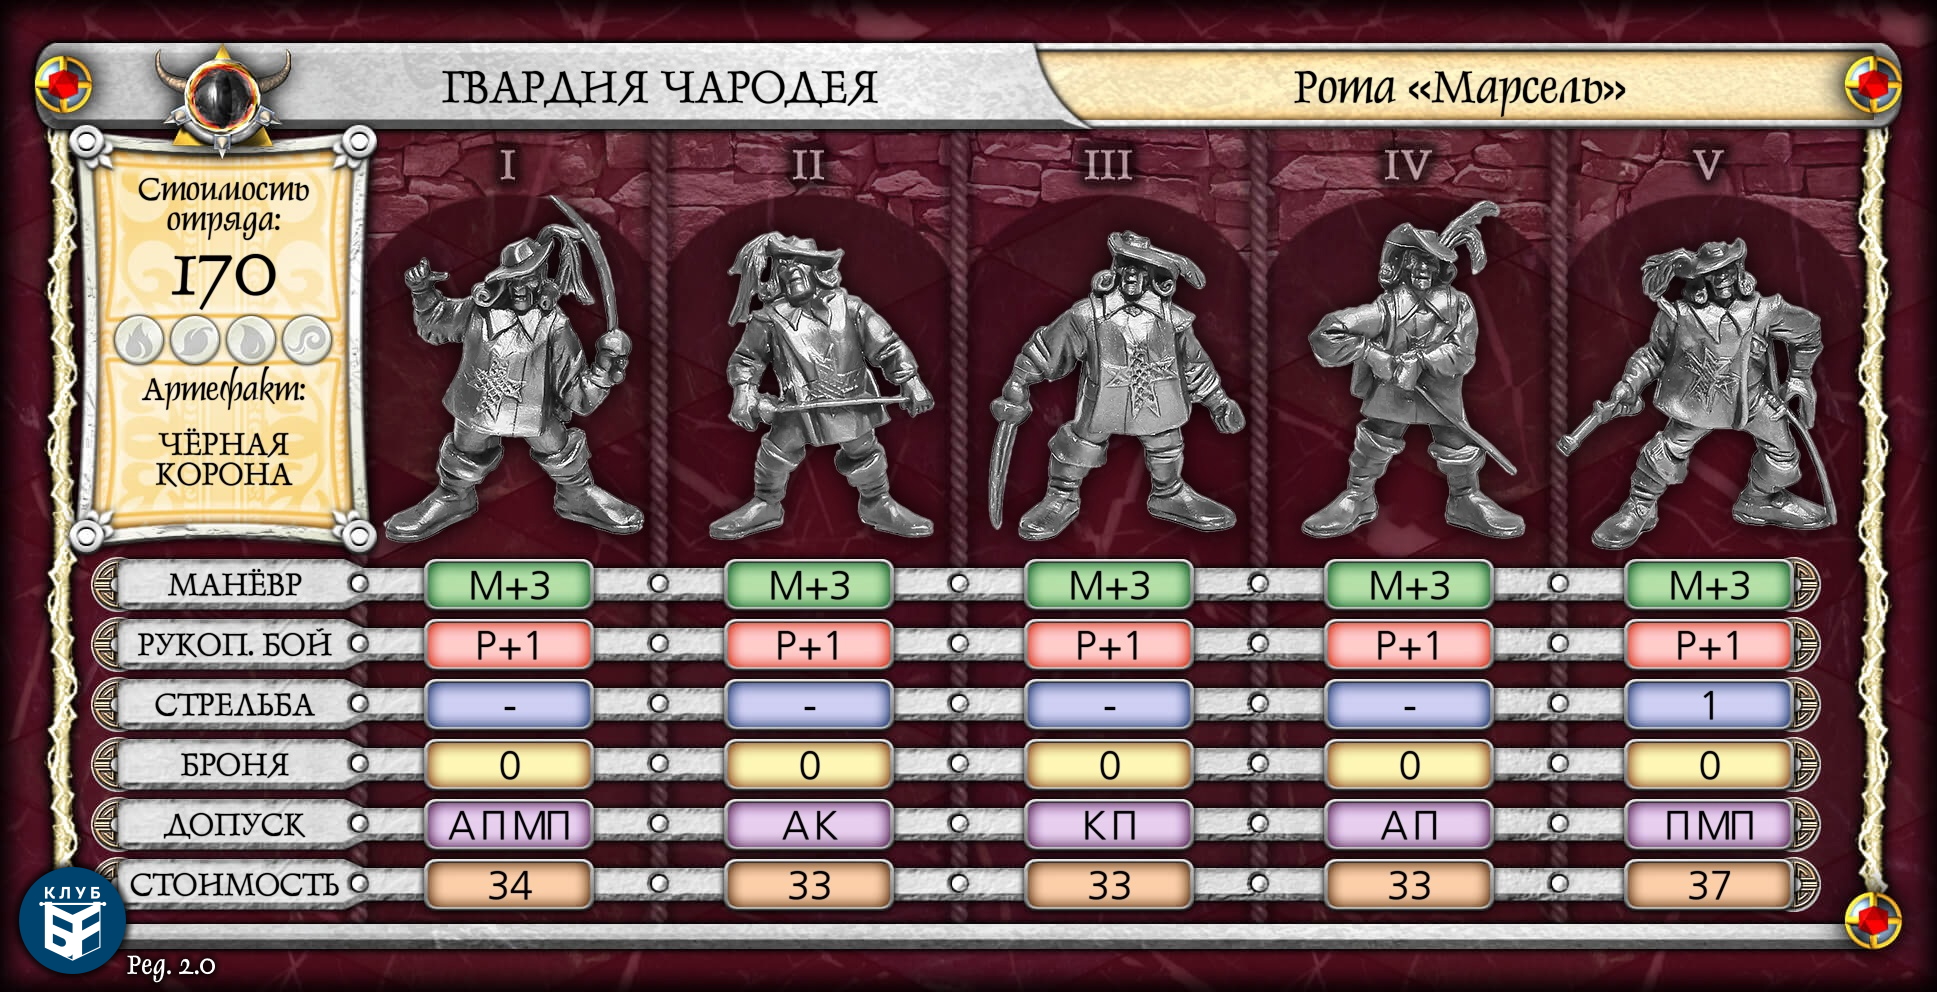 ГВАРДИЯ ЧАРОДЕЯ
Рота «Марсель»
Стоимость
отряда:
170
Артефакт:
ЧЁРНАЯ
КОРОНА
I II III IV V
МАНЁВР М+3 М+3 М+3 М+3 М+3
РУКОП. БОЙ Р+1 Р+1 Р+1 Р+1 Р+1
СТРЕЛЬБА - - - - 1
БРОНЯ 0 0 0 0 0
ДОПУСК АПМП АК КП АП ПМП
СТОИМОСТЬ 34 33 33 33 37
КЛУБ
БФ
Ред. 2.0